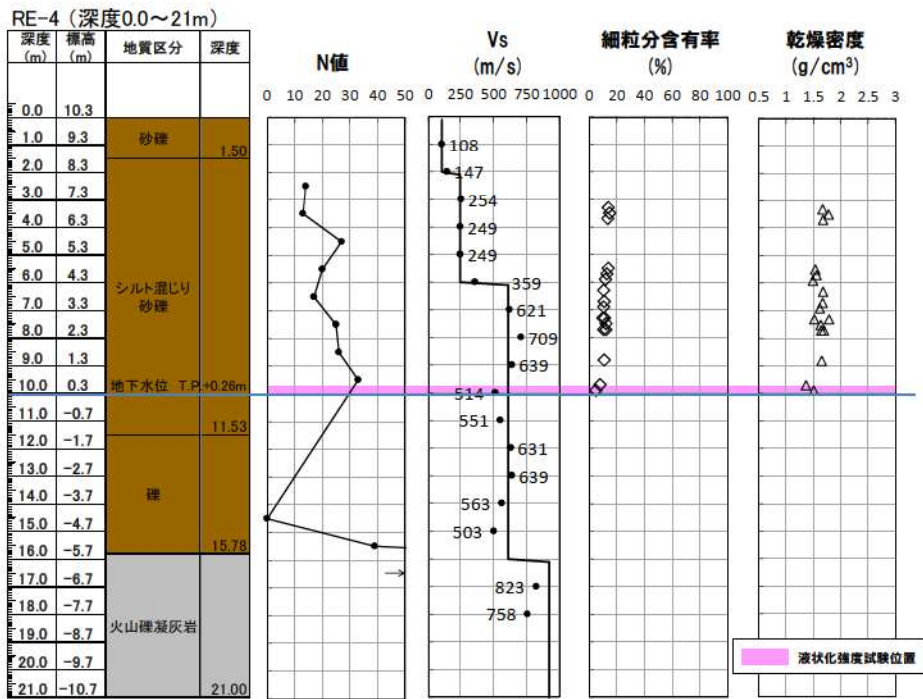 RE-4（深度0.0～21m）
深度(m) 標高(m) 地質区分 深度
N値
Vs (m/s)
細粒分含有率 (%)
乾燥密度 (g/cm³)
0 10 20 30 40 50
0 250 500 750 1000
0 20 40 60 80 100
0.5 1 1.5 2 2.5 3
0.0 10.3
1.0 9.3
2.0 8.3
3.0 7.3
4.0 6.3
5.0 5.3
6.0 4.3
7.0 3.3
8.0 2.3
9.0 1.3
10.0 0.3
11.0 -0.7
12.0 -1.7
13.0 -2.7
14.0 -3.7
15.0 -4.7
16.0 -5.7
17.0 -6.7
18.0 -7.7
19.0 -8.7
20.0 -9.7
21.0 -10.7
砂礫
1.50
シルト混じり
砂礫
地下水位 T.P.+0.26m
11.53
礫
15.78
火山礫凝灰岩
21.00
108
147
254
249
249
359
621
709
639
514
551
631
639
563
503
823
758
液状化強度試験位置